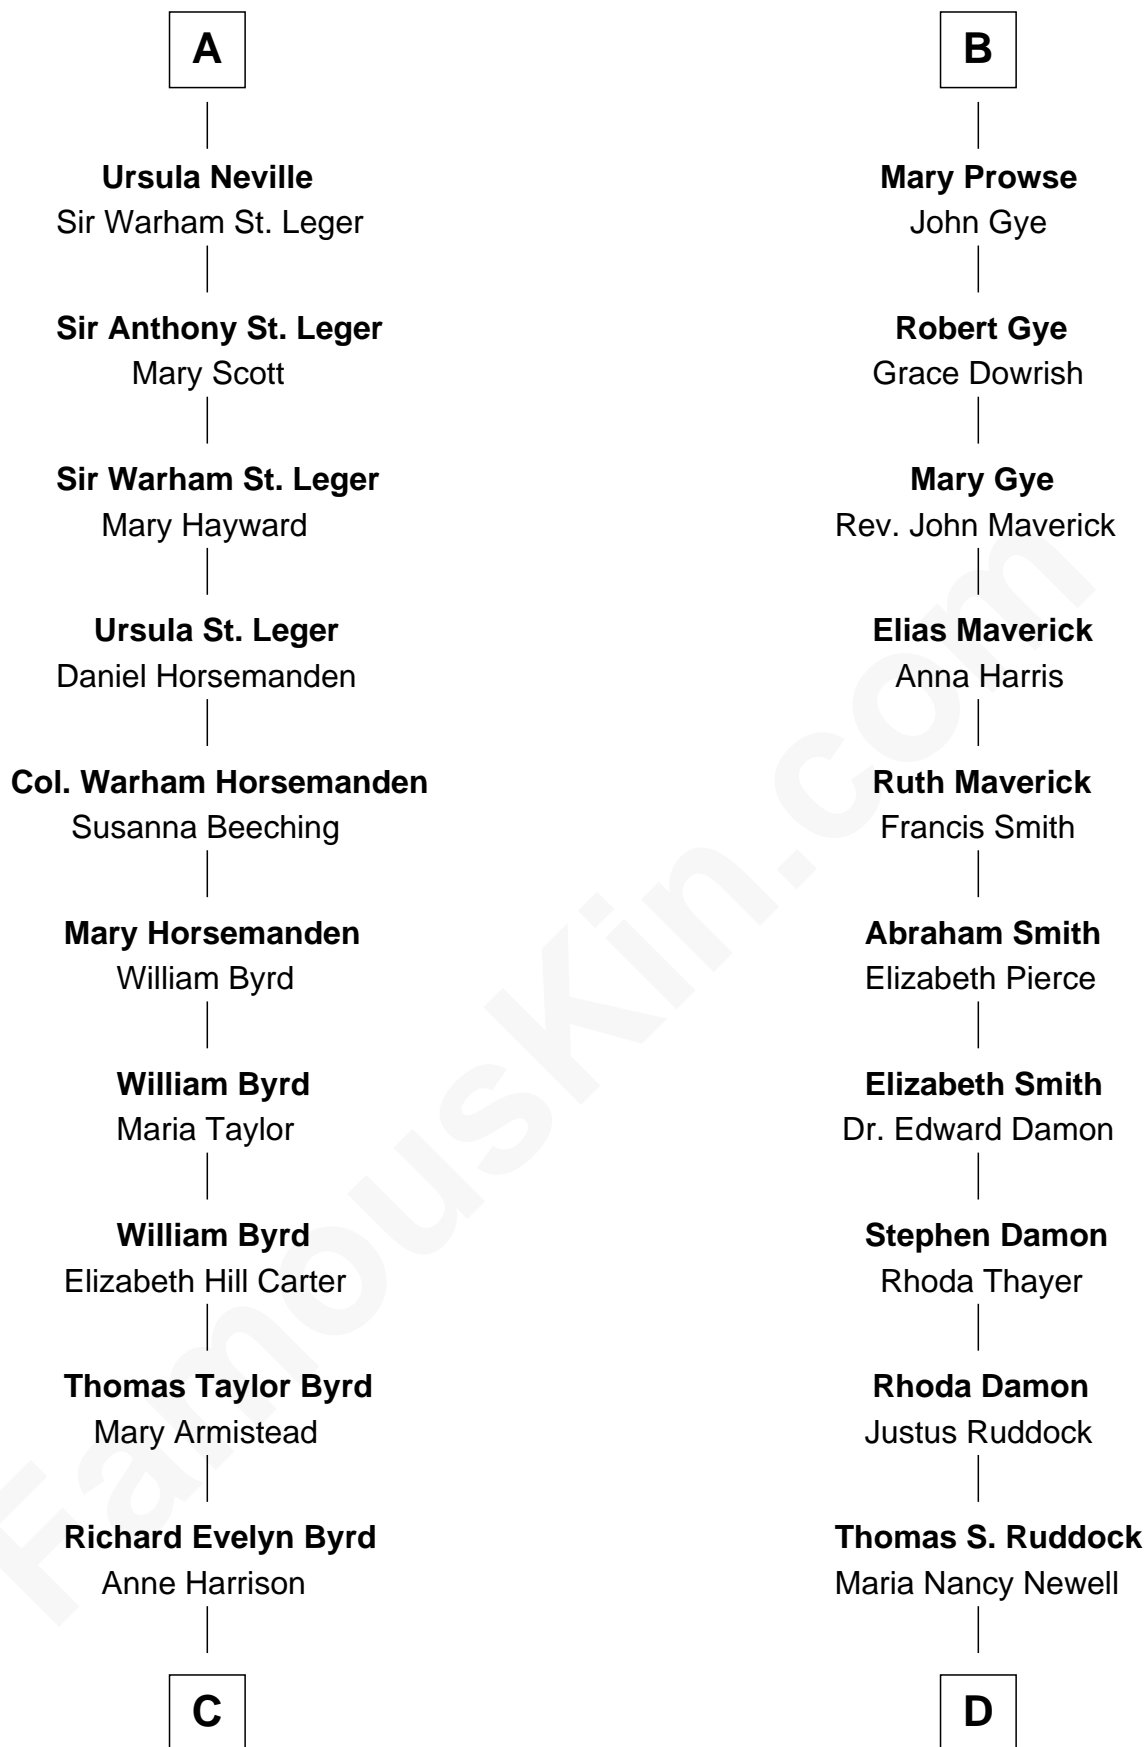 A
Ursula Neville
Sir Warham St. Leger
Sir Anthony St. Leger
Mary Scott
Sir Warham St. Leger
Mary Hayward
Ursula St. Leger
Daniel Horsemanden
Col. Warham Horsemanden
Susanna Beeching
Mary Horsemanden
William Byrd
William Byrd
Maria Taylor
William Byrd
Elizabeth Hill Carter
Thomas Taylor Byrd
Mary Armistead
Richard Evelyn Byrd
Anne Harrison
C
B
Mary Prowse
John Gye
Robert Gye
Grace Dowrish
Mary Gye
Rev. John Maverick
Elias Maverick
Anna Harris
Ruth Maverick
Francis Smith
Abraham Smith
Elizabeth Pierce
Elizabeth Smith
Dr. Edward Damon
Stephen Damon
Rhoda Thayer
Rhoda Damon
Justus Ruddock
Thomas S. Ruddock
Maria Nancy Newell
D
FamousKin.com